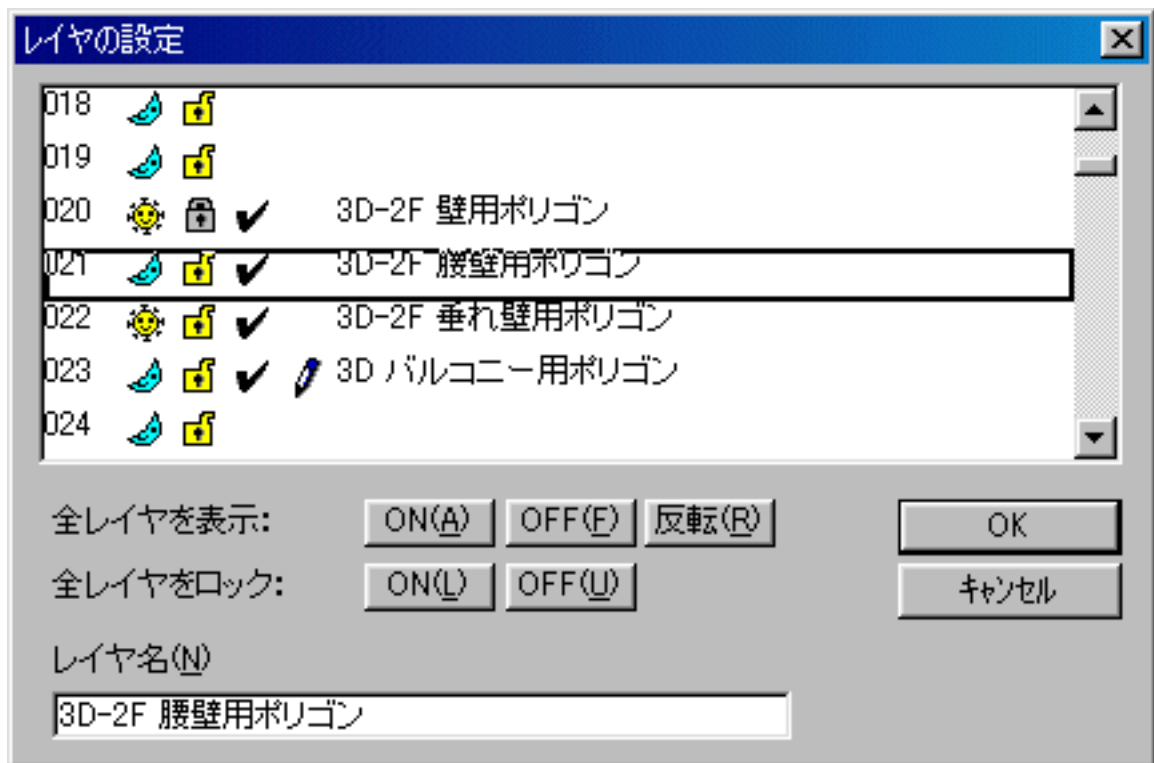 レイヤの設定
018
019
020 3D-2F 壁用ポリゴン
021 3D-2F 腰壁用ポリゴン
022 3D-2F 垂れ壁用ポリゴン
023 3D バルコニー用ポリゴン
024
全レイヤを表示: ON(A) OFF(F) 反転(R) OK
全レイヤをロック: ON(L) OFF(U) キャンセル
レイヤ名(N)
3D-2F 腰壁用ポリゴン